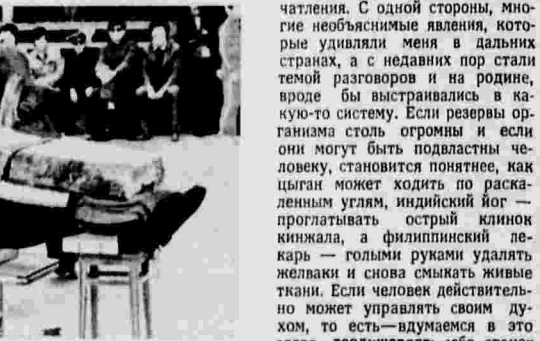 чатления. С одной стороны, мно-
гие необъяснимые явления, кото-
рые удивляли меня в дальних
странах, а с недавних пор стали
темой разговоров и на родине,
вроде бы выстраивались в ка-
кую-то систему. Если резервы ор-
ганизма столь огромны и если
они могут быть подвластны че-
ловеку, становится понятнее, как
цыган может ходить по раска-
ленным углям, индийский йог —
проглатывать острый клинок
кинжала, а филиппинский ле-
карь — голыми руками удалять
желваки и снова смыкать живые
ткани. Если человек действитель-
но может управлять своим ду-
хом, то есть—вдумаемся в это